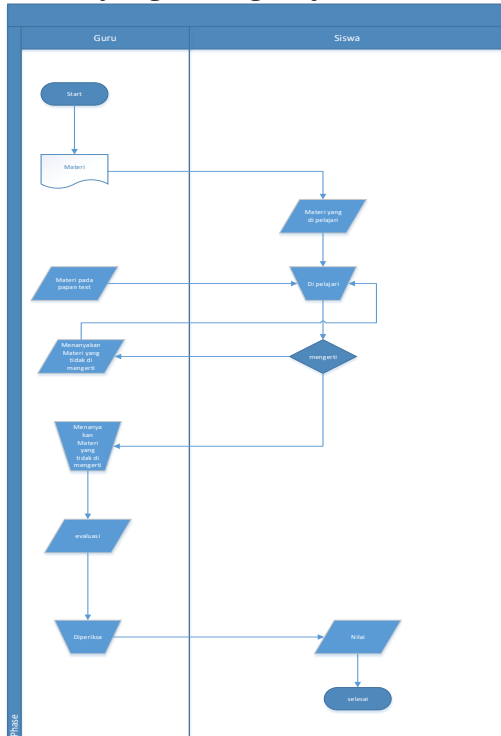 Guru
Siswa
Start
Materi
Materi yang
di pelajari
Materi pada
papan text
Di pelajari
Menanyakan
Materi yang
tidak di
mengerti
mengerti
Menanya
kan
Materi
yang
tidak di
mengerti
evaluasi
Diperiksa
Nilai
selesai
Phase